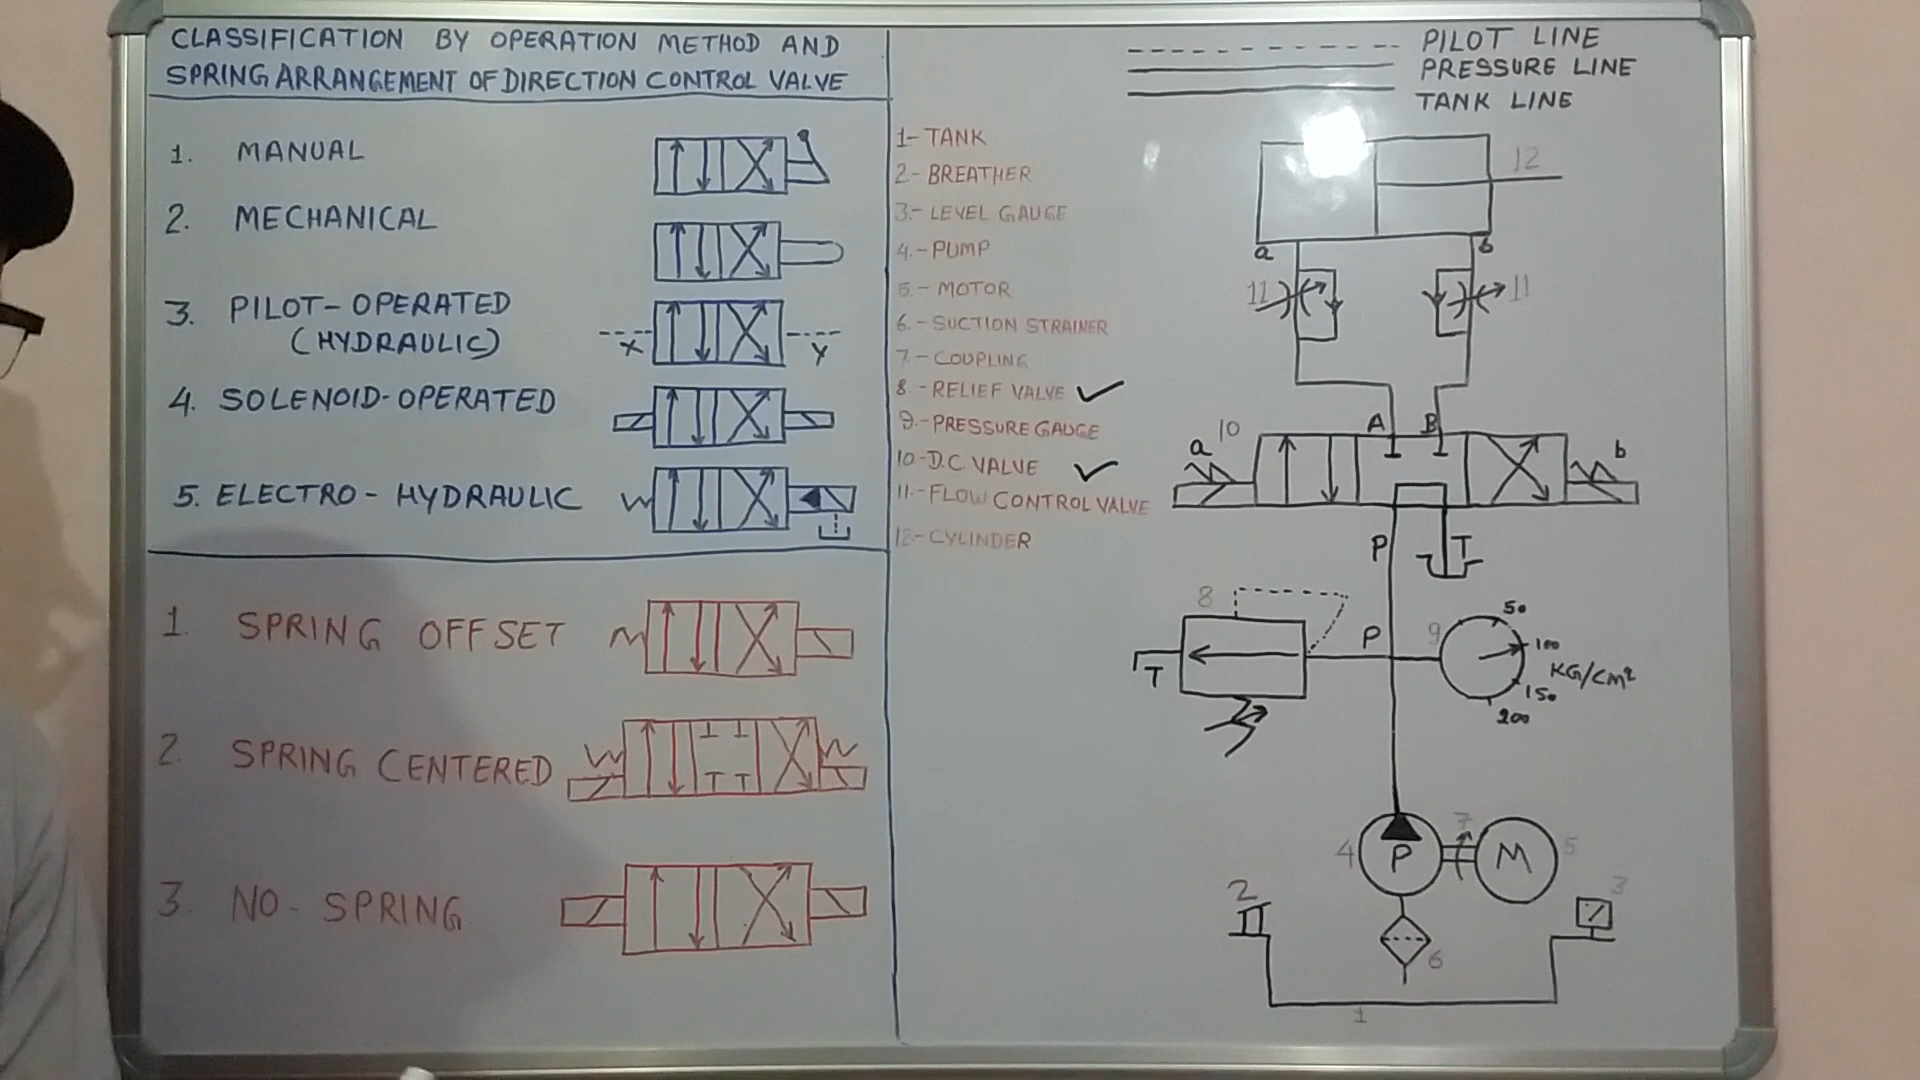 CLASSIFICATION BY OPERATION METHOD AND
SPRING ARRANGEMENT OF DIRECTION CONTROL VALVE
1. MANUAL
2. MECHANICAL
3. PILOT-OPERATED
(HYDRAULIC)
X Y
4. SOLENOID-OPERATED
5. ELECTRO-HYDRAULIC
1. SPRING OFFSET
2. SPRING CENTERED
3. NO-SPRING
1- TANK
2- BREATHER
3.- LEVEL GAUGE
4.- PUMP
5.- MOTOR
6.- SUCTION STRAINER
7- COUPLING
8.- RELIEF VALVE ✓
9.- PRESSURE GAUGE
10-D.C. VALVE ✓
11.- FLOW CONTROL VALVE
12.- CYLINDER
PILOT LINE
PRESSURE LINE
TANK LINE
12
a b
11 11
A B
a 10 b
P T
8
T P 9
50
100
KG/CM²
150
200
7
4 P M 5
2 3
6
1